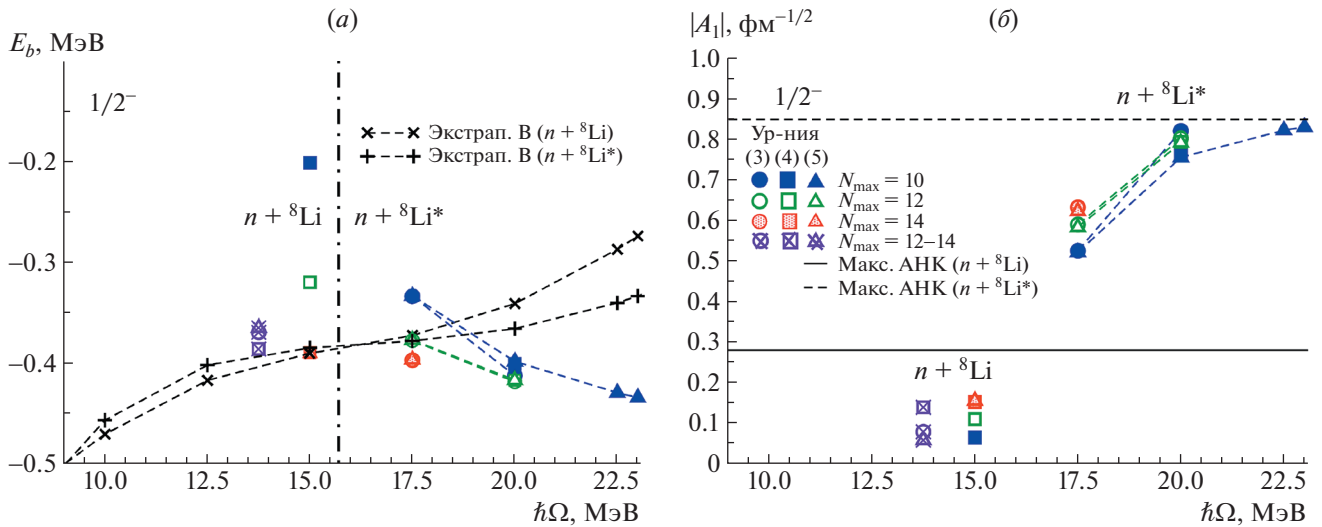 (а)
E_b, МэВ
1/2⁻
Экстрап. B (n + ⁸Li)
Экстрап. B (n + ⁸Li*)
n + ⁸Li
n + ⁸Li*
−0.2
−0.3
−0.4
−0.5
10.0 12.5 15.0 17.5 20.0 22.5
ℏΩ, МэВ
(б)
|A₁|, фм⁻¹ᐟ²
1/2⁻
n + ⁸Li*
Ур-ния
(3) (4) (5)
N_max = 10
N_max = 12
N_max = 14
N_max = 12–14
Макс. АНК (n + ⁸Li)
Макс. АНК (n + ⁸Li*)
n + ⁸Li
1.0
0.9
0.8
0.7
0.6
0.5
0.4
0.3
0.2
0.1
0
10.0 12.5 15.0 17.5 20.0 22.5
ℏΩ, МэВ